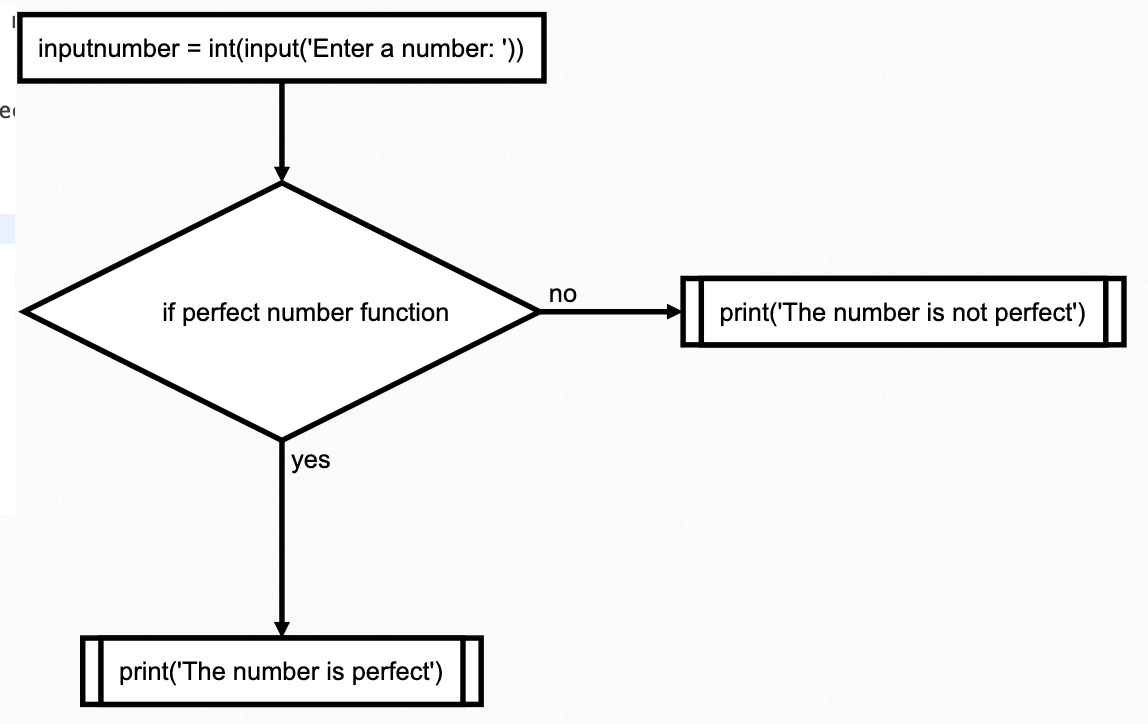 inputnumber = int(input('Enter a number: '))
if perfect number function
no
print('The number is not perfect')
yes
print('The number is perfect')